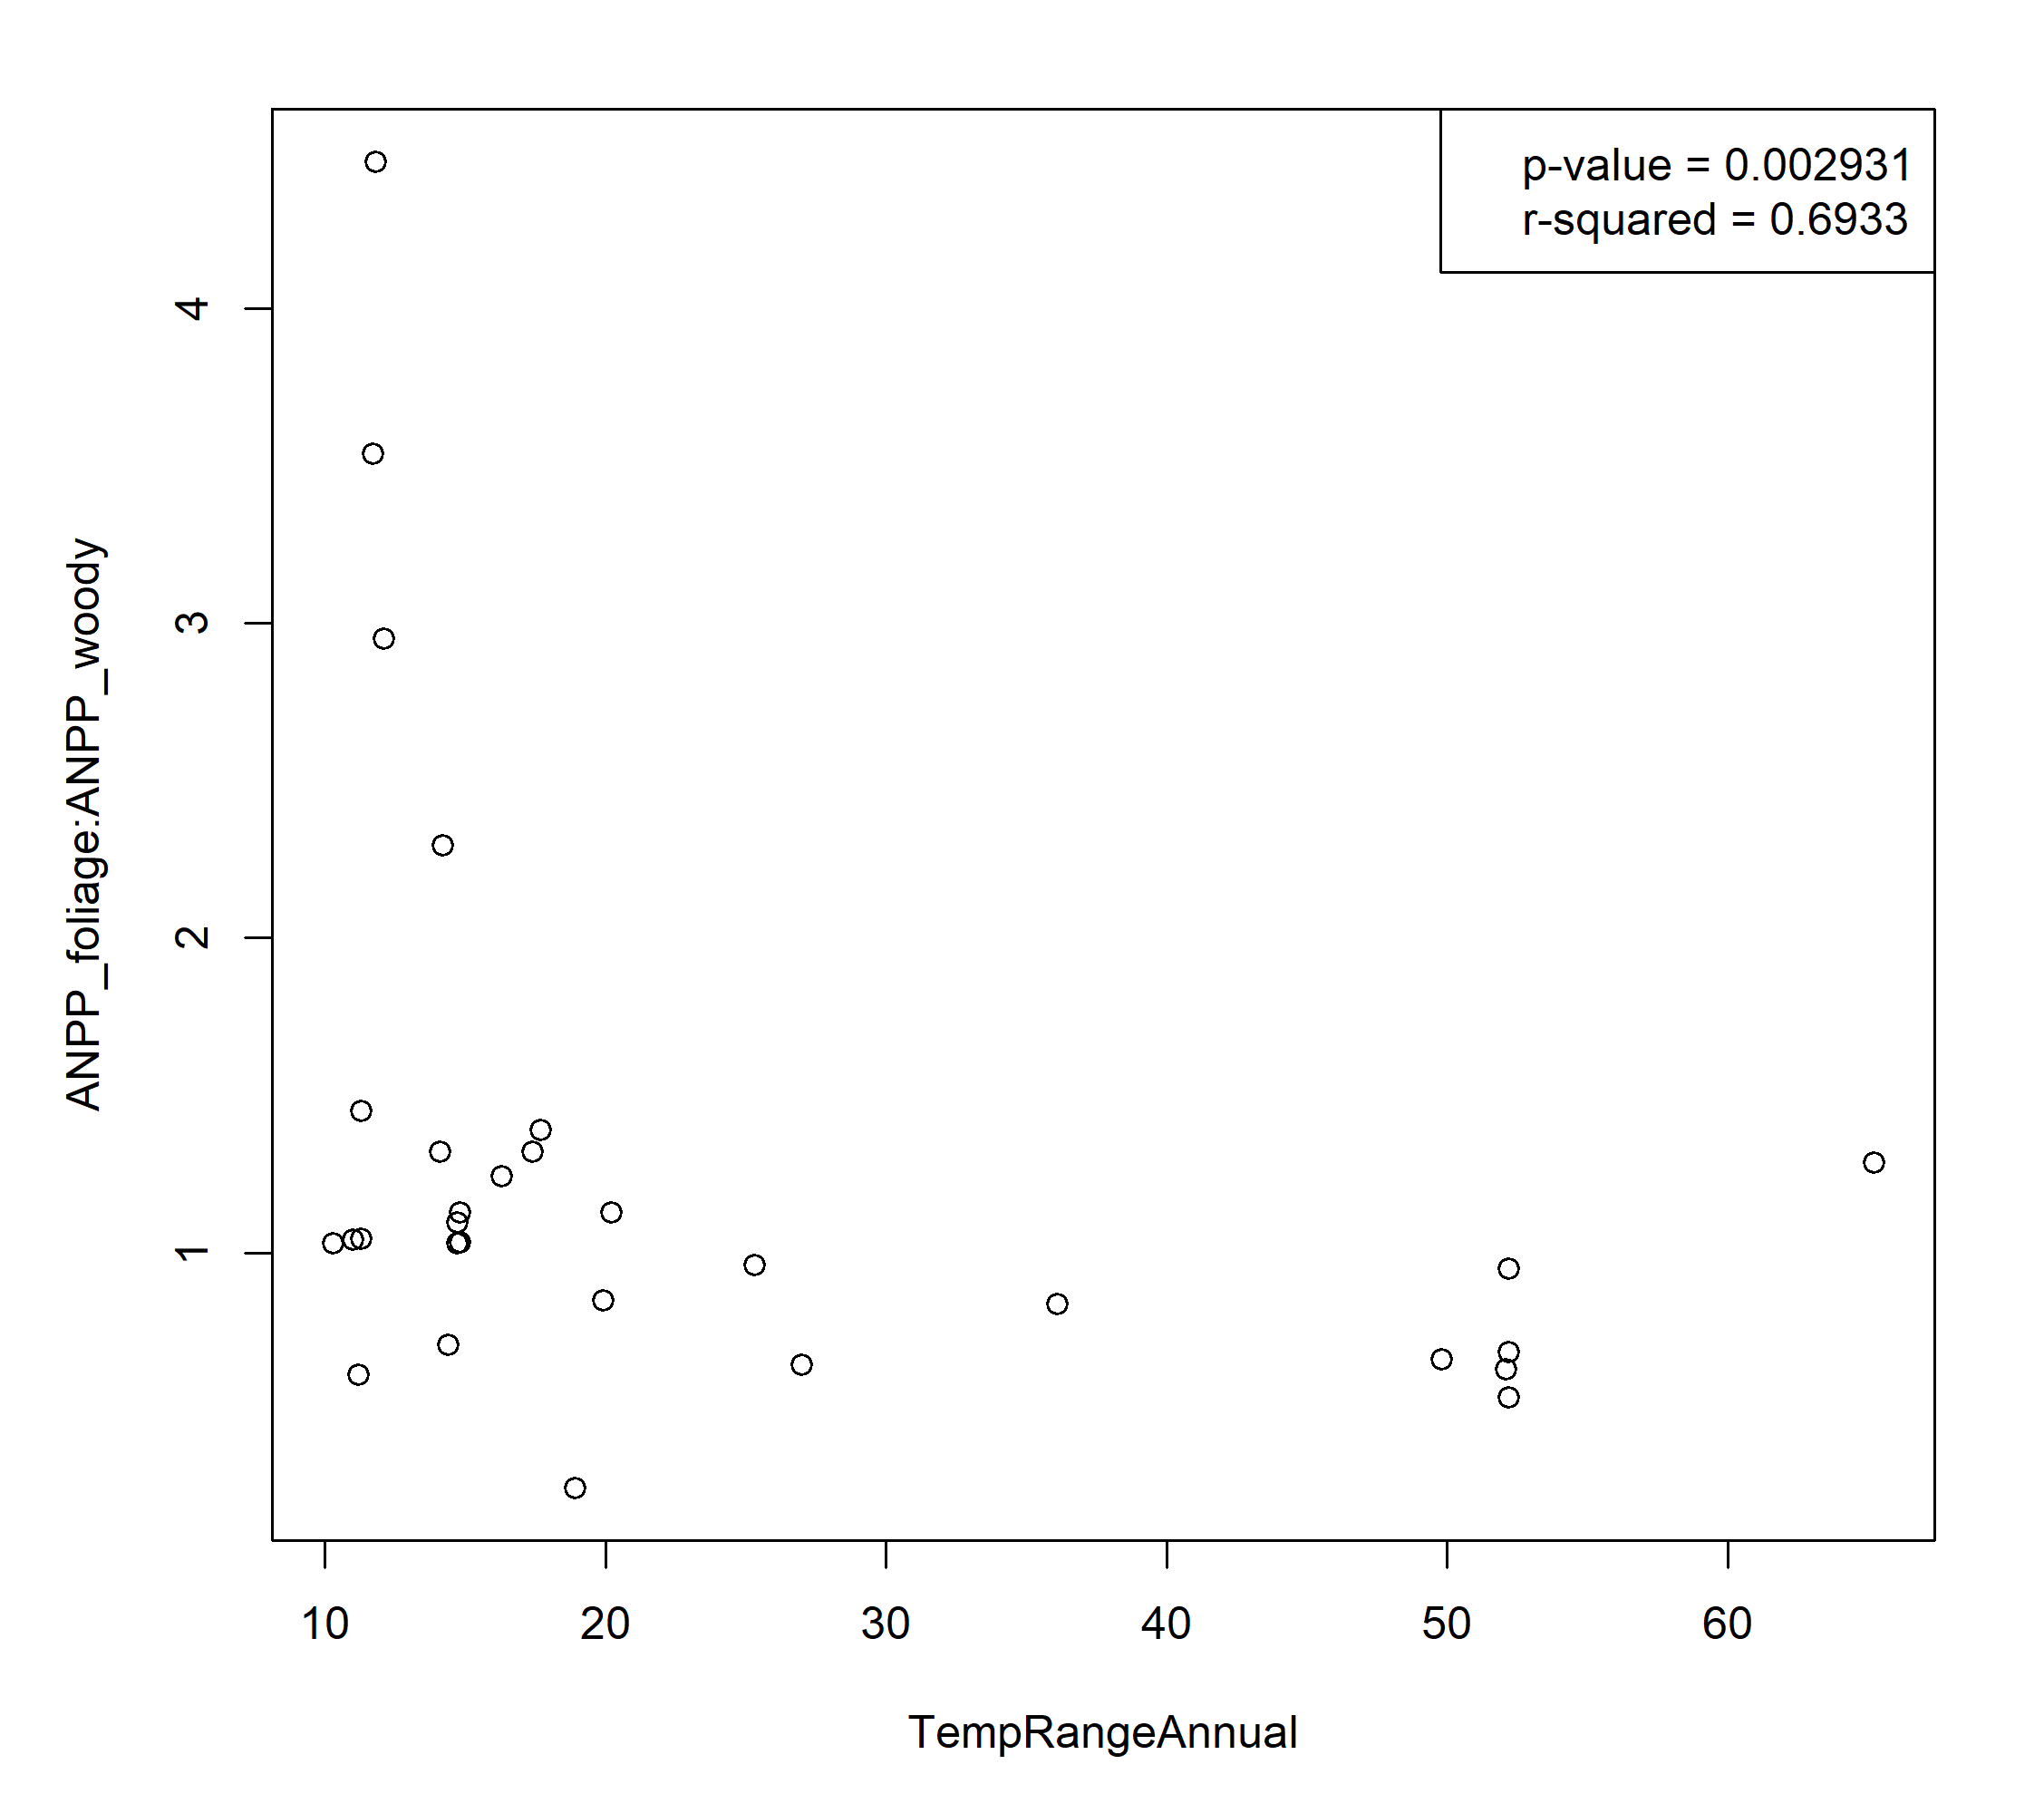 p-value = 0.002931
r-squared = 0.6933
ANPP_foliage:ANPP_woody
4
3
2
1
10 20 30 40 50 60
TempRangeAnnual